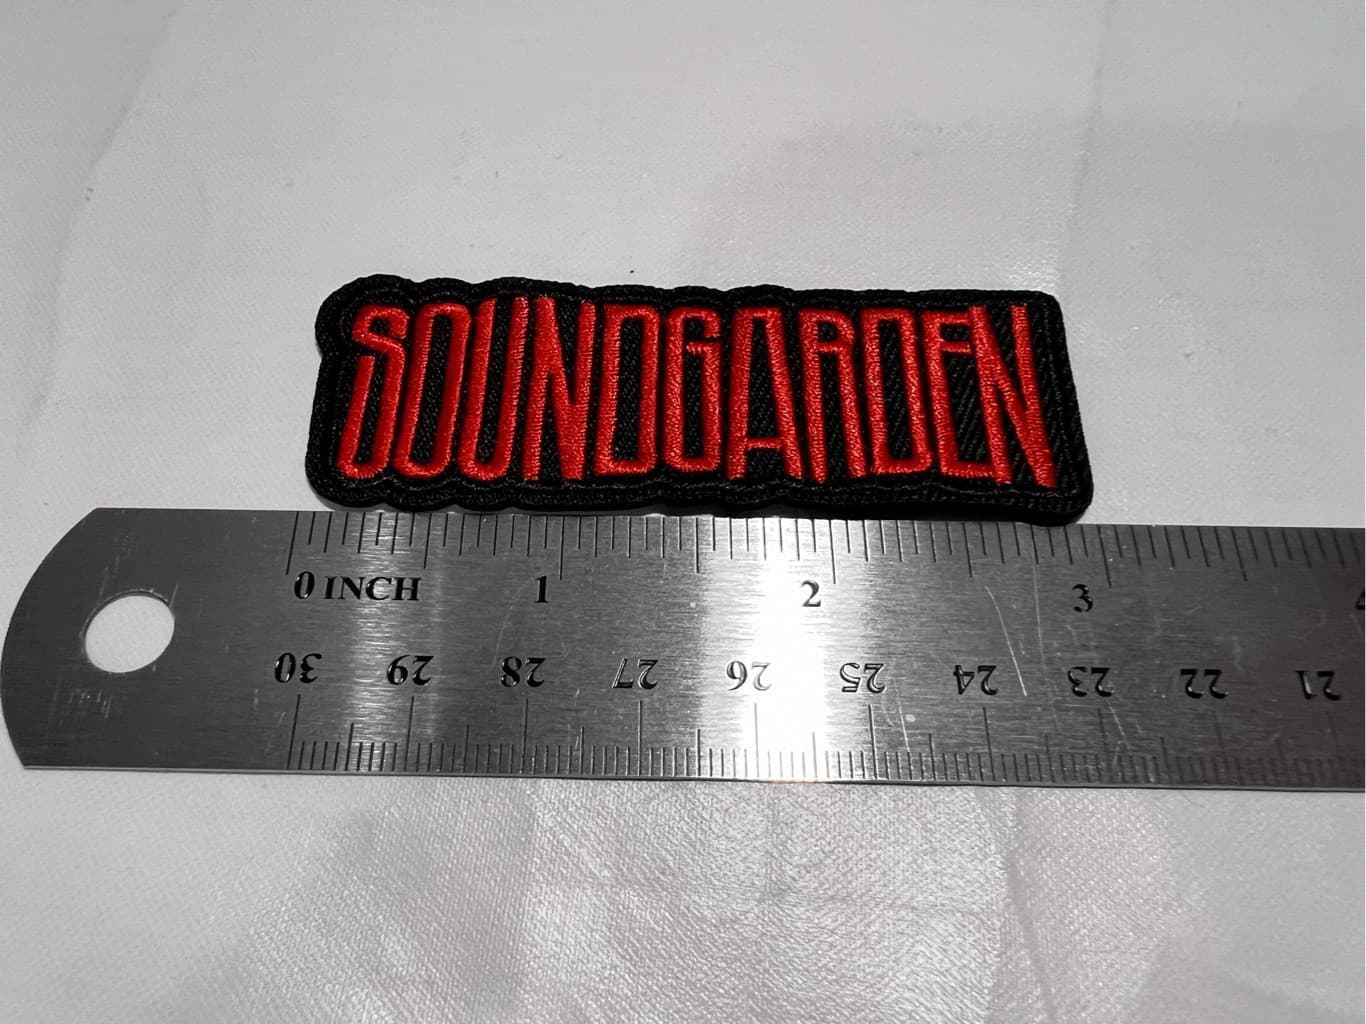 SOUNDGARDEN
0 INCH 1 2 3
30 29 28 27 26 25 24 23 22 21